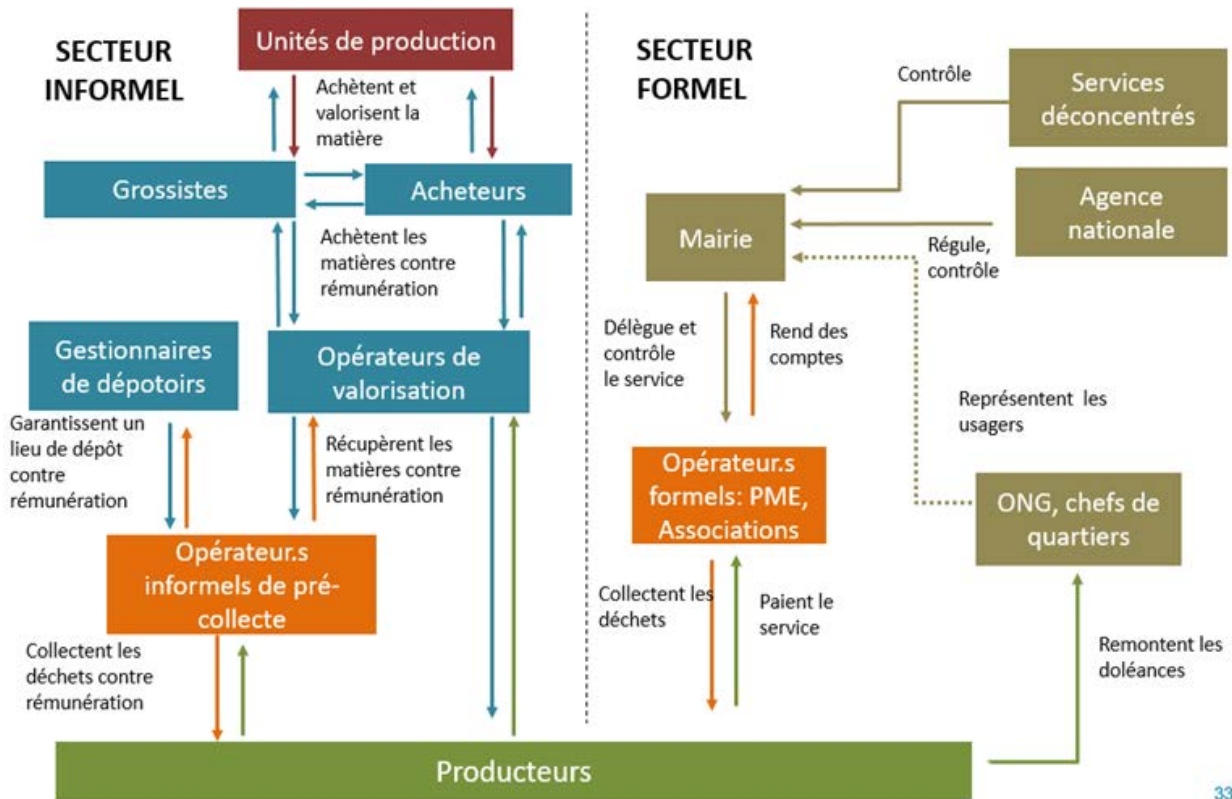 SECTEUR
INFORMEL
Unités de production
Achètent et
valorisent la
matière
Grossistes
Acheteurs
Achètent les
matières contre
rémunération
Gestionnaires
de dépotoirs
Opérateurs de
valorisation
Garantissent un
lieu de dépôt
contre
rémunération
Récupèrent les
matières contre
rémunération
Opérateur.s
informels de pré-
collecte
Collectent les
déchets contre
rémunération
SECTEUR
FORMEL
Contrôle
Services
déconcentrés
Agence
nationale
Mairie
Régule,
contrôle
Délègue et
contrôle
le service
Rend des
comptes
Représentent les
usagers
Opérateur.s
formels: PME,
Associations
ONG, chefs de
quartiers
Collectent les
déchets
Paient le
service
Remontent les
doléances
Producteurs
33